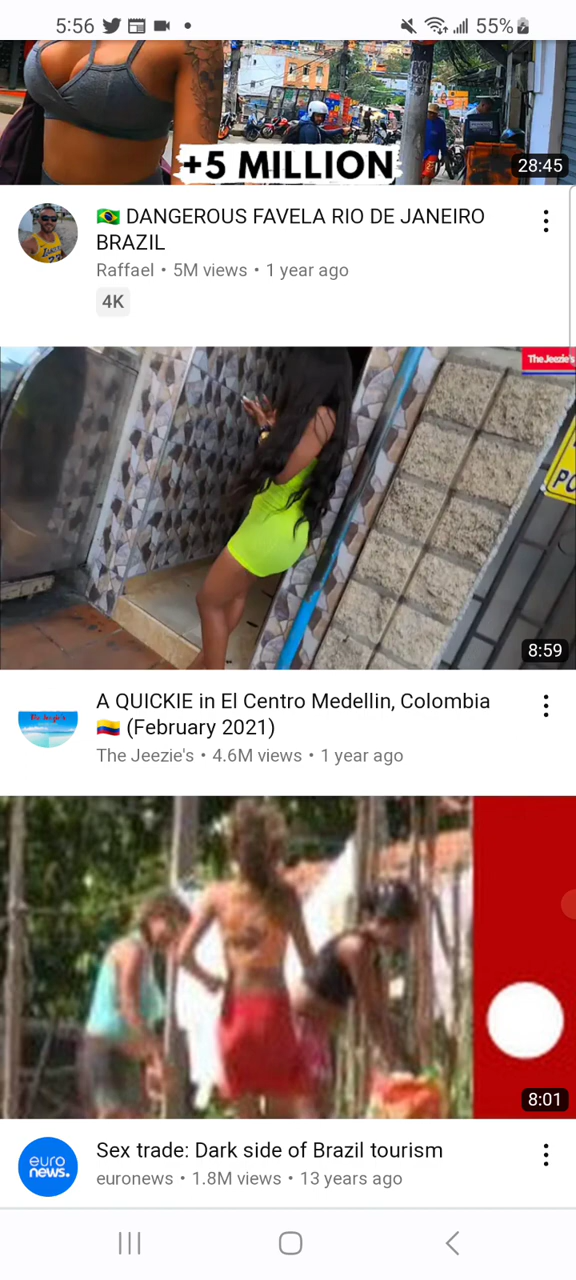 5:56 55%
+5 MILLION
28:45
🇧🇷 DANGEROUS FAVELA RIO DE JANEIRO
BRAZIL
Raffael • 5M views • 1 year ago
4K
The Jeezie's
PO
8:59
A QUICKIE in El Centro Medellin, Colombia
🇨🇴 (February 2021)
The Jeezie's • 4.6M views • 1 year ago
8:01
Sex trade: Dark side of Brazil tourism
euro
news.
euronews • 1.8M views • 13 years ago